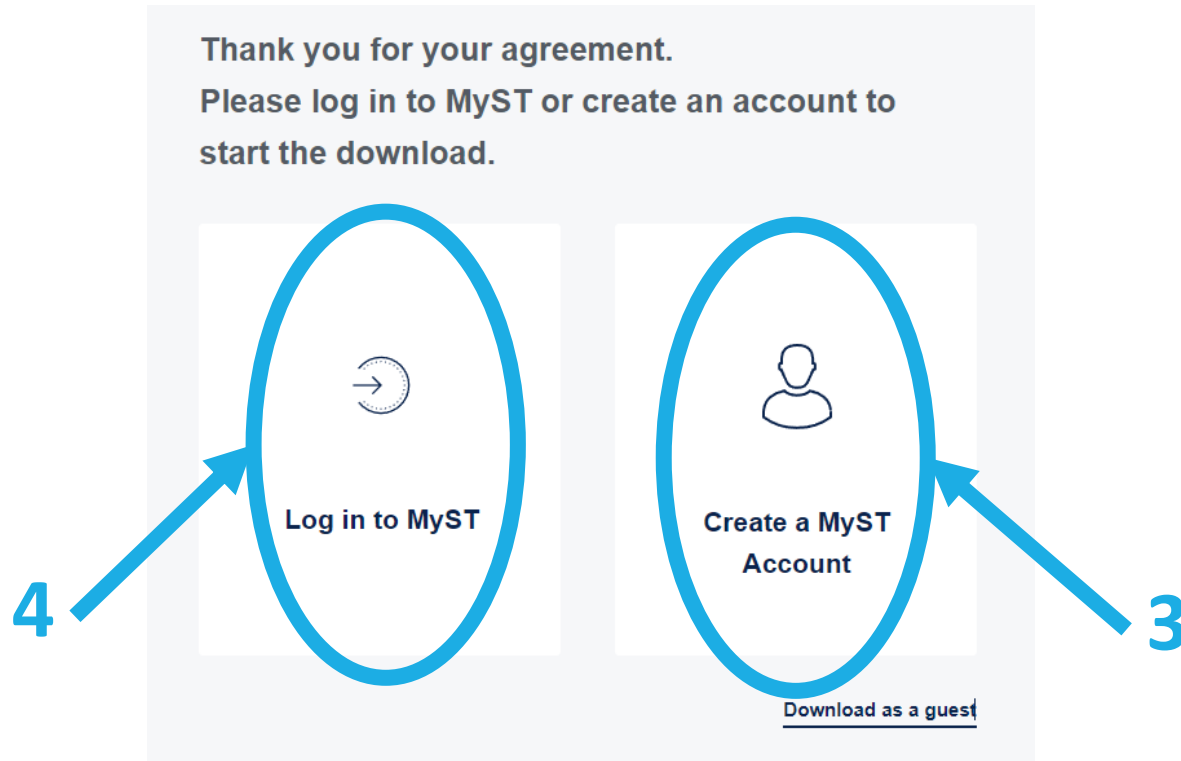 Thank you for your agreement.
Please log in to MyST or create an account to
start the download.
Log in to MyST
Create a MyST
Account
4
3
Download as a guest